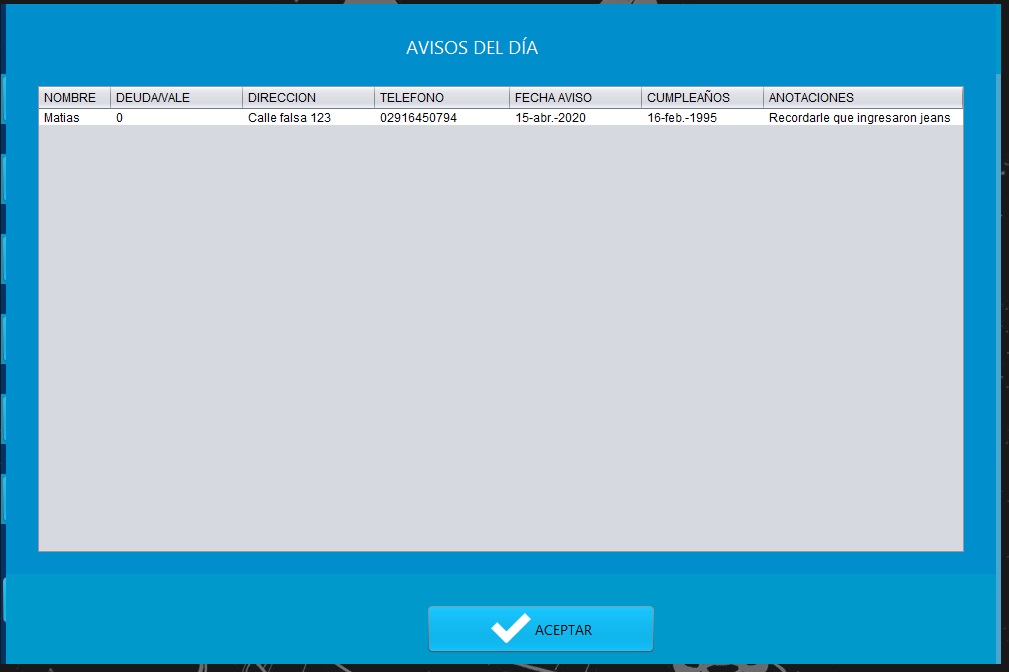 AVISOS DEL DÍA
NOMBRE DEUDA/VALE DIRECCION TELEFONO FECHA AVISO CUMPLEAÑOS ANOTACIONES
Matias 0 Calle falsa 123 02916450794 15-abr.-2020 16-feb.-1995 Recordarle que ingresaron jeans
ACEPTAR